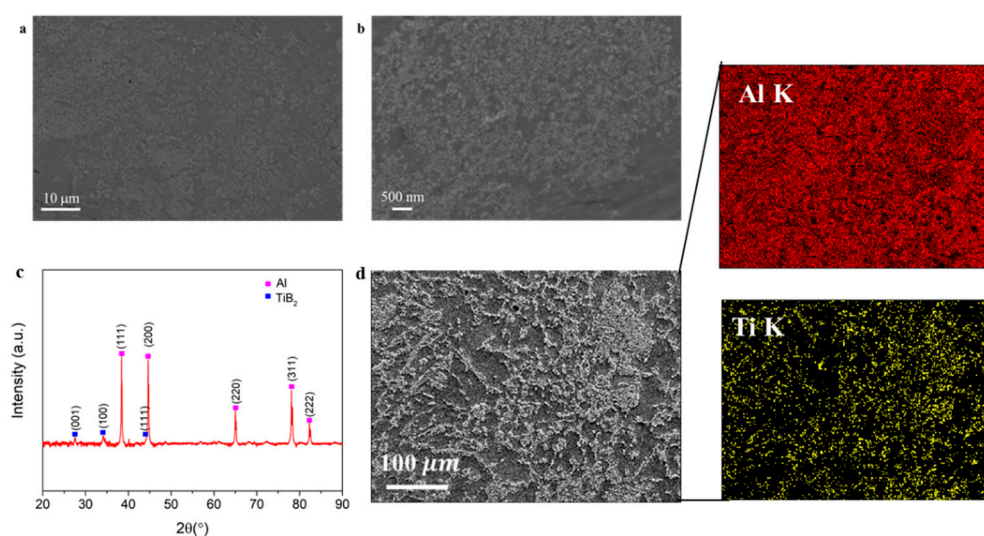 a
10 μm
b
500 nm
Al K
c
Al
TiB₂
Intensity (a.u.)
(001)
(100)
(111)
(111)
(200)
(220)
(311)
(222)
20 30 40 50 60 70 80 90
2θ(°)
d
100 μm
Ti K